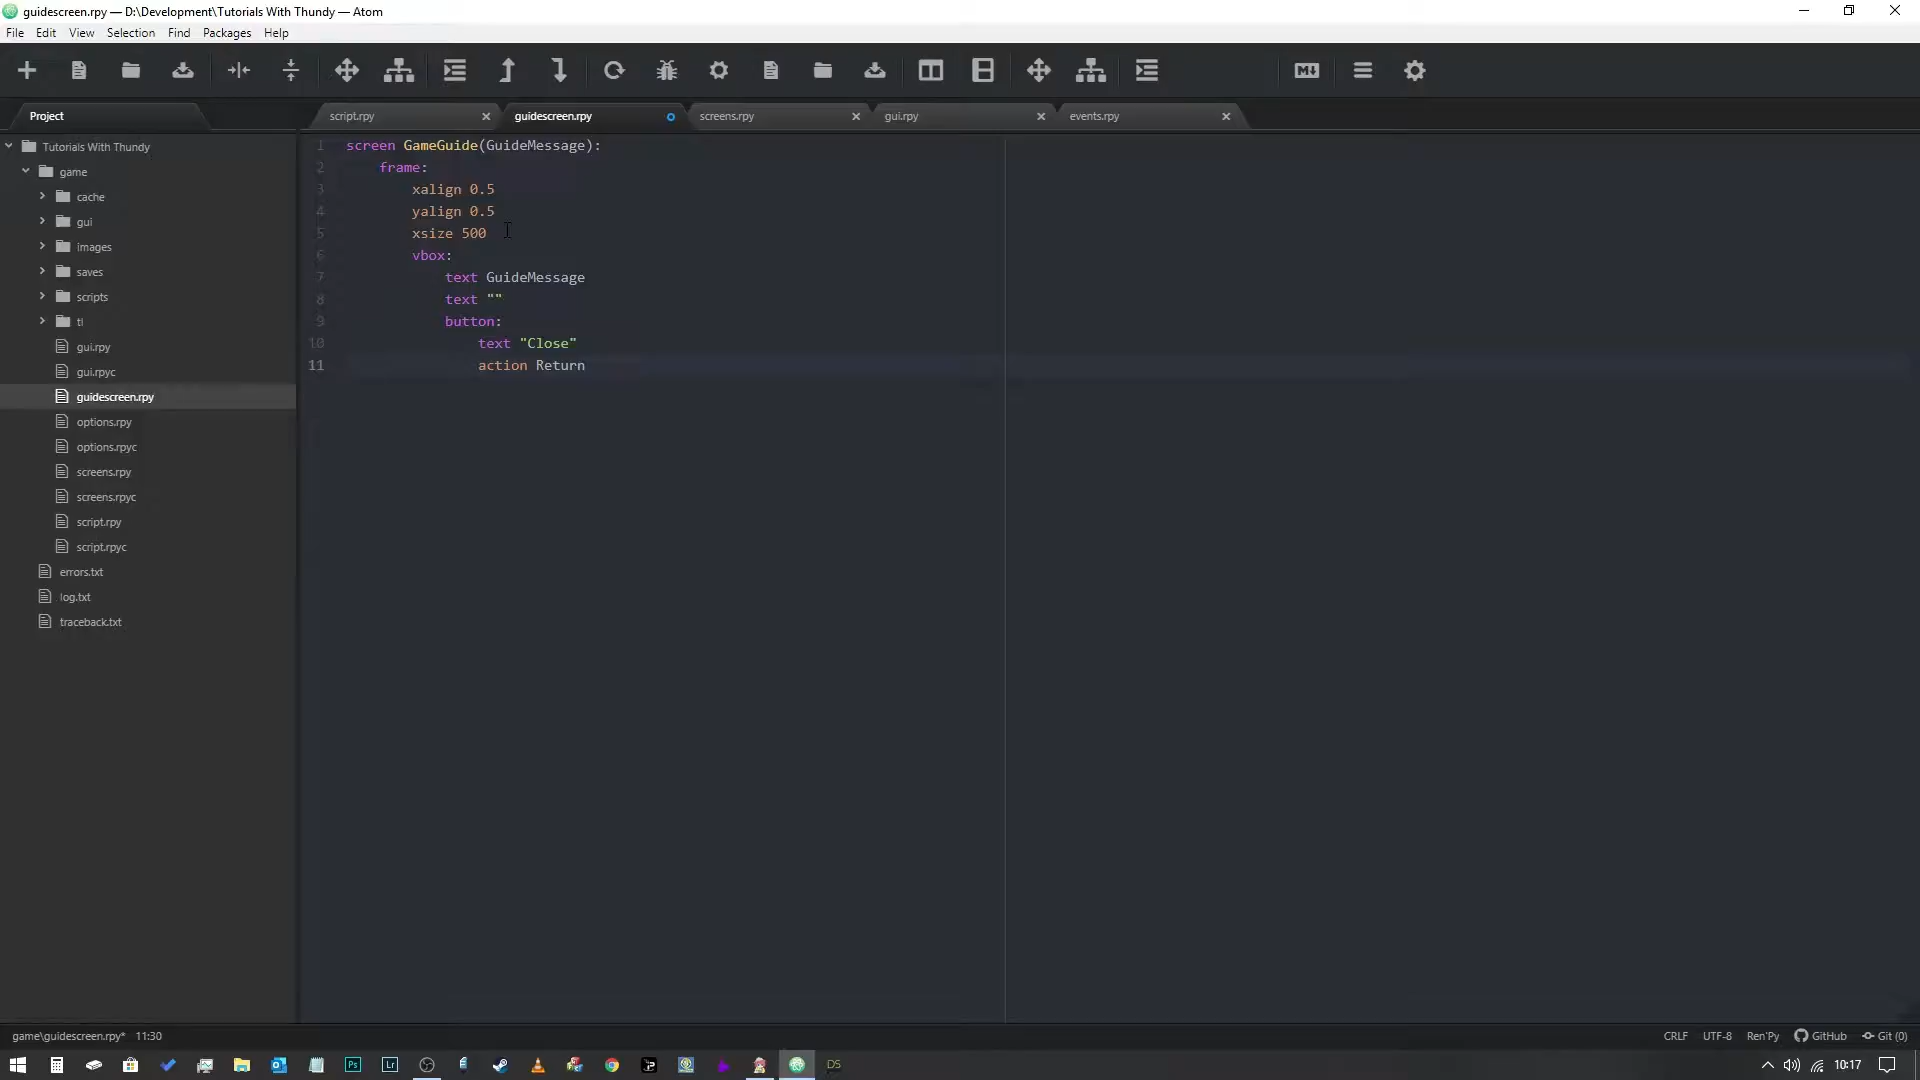 guidescreen.rpy — D:\Development\Tutorials With Thundy — Atom
File Edit View Selection Find Packages Help
Project
script.rpy
guidescreen.rpy
screens.rpy
gui.rpy
events.rpy
Tutorials With Thundy
game
cache
gui
images
saves
scripts
tl
gui.rpy
gui.rpyc
guidescreen.rpy
options.rpy
options.rpyc
screens.rpy
screens.rpyc
script.rpy
script.rpyc
errors.txt
log.txt
traceback.txt
1 screen GameGuide(GuideMessage):
2 frame:
3 xalign 0.5
4 yalign 0.5
5 xsize 500
6 vbox:
7 text GuideMessage
8 text ""
9 button:
10 text "Close"
11 action Return
game\guidescreen.rpy* 11:30
CRLF UTF-8 Ren'Py GitHub Git (0)
Ps Lr DS 10:17